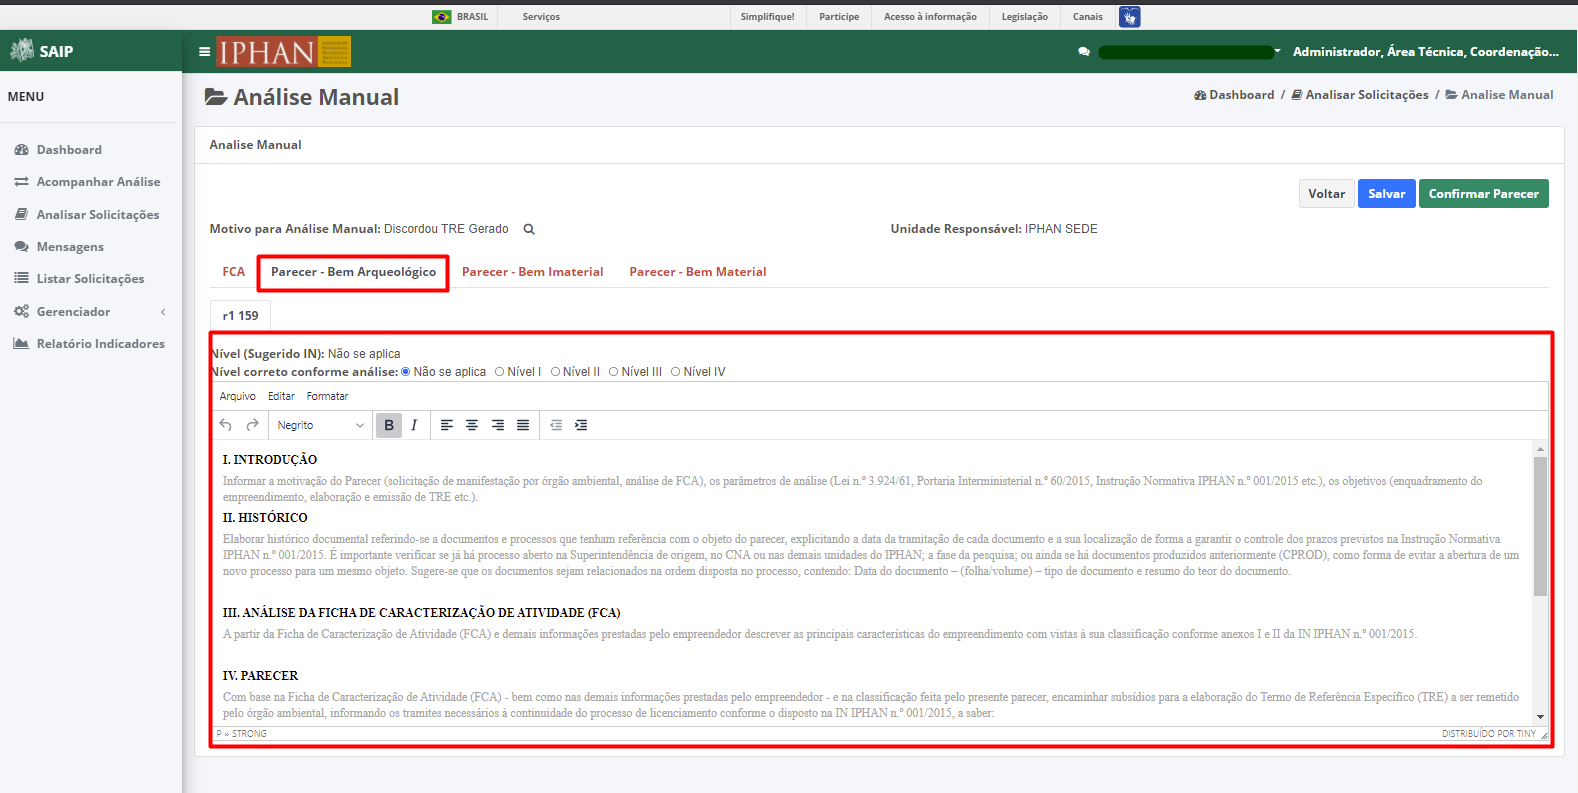 BRASIL Serviços Simplifique! Participe Acesso à informação Legislação Canais
SAIP
IPHAN
Administrador, Área Técnica, Coordenação...
MENU
Dashboard
Acompanhar Análise
Analisar Solicitações
Mensagens
Listar Solicitações
Gerenciador
Relatório Indicadores
Análise Manual
Dashboard / Analisar Solicitações / Analise Manual
Analise Manual
Voltar Salvar Confirmar Parecer
Motivo para Análise Manual: Discordou TRE Gerado
Unidade Responsável: IPHAN SEDE
FCA Parecer - Bem Arqueológico Parecer - Bem Imaterial Parecer - Bem Material
r1 159
Nível (Sugerido IN): Não se aplica
Nível correto conforme análise: Não se aplica Nível I Nível II Nível III Nível IV
Arquivo Editar Formatar
Negrito B I
I. INTRODUÇÃO
Informar a motivação do Parecer (solicitação de manifestação por órgão ambiental, análise de FCA), os parâmetros de análise (Lei n.º 3.924/61, Portaria Interministerial n.º 60/2015, Instrução Normativa IPHAN n.º 001/2015 etc.), os objetivos (enquadramento do
empreendimento, elaboração e emissão de TRE etc.).
II. HISTÓRICO
Elaborar histórico documental referindo-se a documentos e processos que tenham referência com o objeto do parecer, explicitando a data da tramitação de cada documento e a sua localização de forma a garantir o controle dos prazos previstos na Instrução Normativa
IPHAN n.º 001/2015. É importante verificar se já há processo aberto na Superintendência de origem, no CNA ou nas demais unidades do IPHAN; a fase da pesquisa; ou ainda se há documentos produzidos anteriormente (CPROD), como forma de evitar a abertura de um
novo processo para um mesmo objeto. Sugere-se que os documentos sejam relacionados na ordem disposta no processo, contendo: Data do documento – (folha/volume) – tipo de documento e resumo do teor do documento.
III. ANÁLISE DA FICHA DE CARACTERIZAÇÃO DE ATIVIDADE (FCA)
A partir da Ficha de Caracterização de Atividade (FCA) e demais informações prestadas pelo empreendedor descrever as principais características do empreendimento com vistas à sua classificação conforme anexos I e II da IN IPHAN n.º 001/2015.
IV. PARECER
Com base na Ficha de Caracterização de Atividade (FCA) - bem como nas demais informações prestadas pelo empreendedor - e na classificação feita pelo presente parecer, encaminhar subsídios para a elaboração do Termo de Referência Específico (TRE) a ser remetido
pelo órgão ambiental, informando os tramites necessários à continuidade do processo de licenciamento conforme o disposto na IN IPHAN n.º 001/2015, a saber:
P » STRONG
DISTRIBUÍDO POR TINY